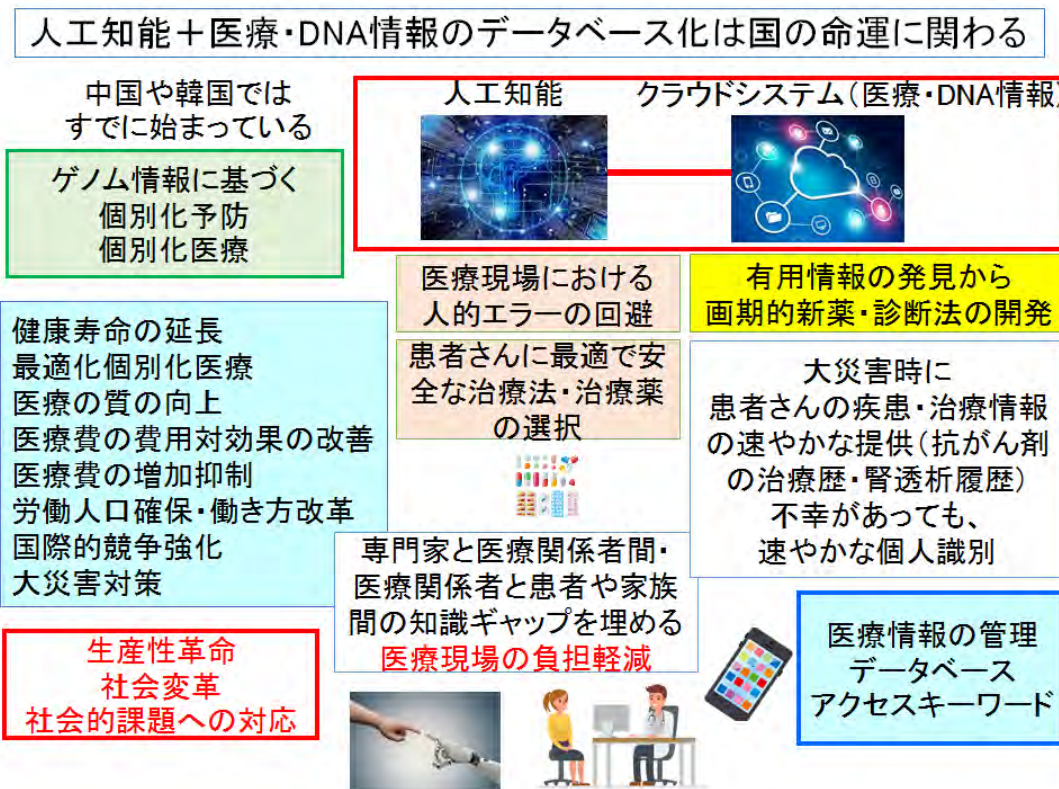 人工知能＋医療・DNA情報のデータベース化は国の命運に関わる
中国や韓国では
すでに始まっている
ゲノム情報に基づく
個別化予防
個別化医療
人工知能
クラウドシステム（医療・DNA情報）
医療現場における
人的エラーの回避
有用情報の発見から
画期的新薬・診断法の開発
健康寿命の延長
最適化個別化医療
医療の質の向上
医療費の費用対効果の改善
医療費の増加抑制
労働人口確保・働き方改革
国際的競争強化
大災害対策
患者さんに最適で安
全な治療法・治療薬
の選択
大災害時に
患者さんの疾患・治療情報
の速やかな提供（抗がん剤
の治療歴・腎透析履歴）
不幸があっても、
速やかな個人識別
専門家と医療関係者間・
医療関係者と患者や家族
間の知識ギャップを埋める
医療現場の負担軽減
生産性革命
社会変革
社会的課題への対応
医療情報の管理
データベース
アクセスキーワード